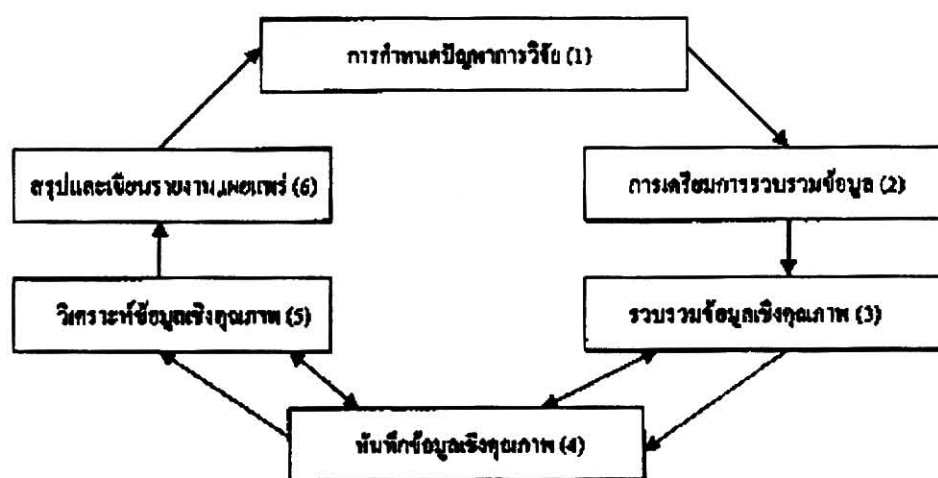 การกำหนดปัญหาการวิจัย (1)
การเตรียมการรวบรวมข้อมูล (2)
รวบรวมข้อมูลเชิงคุณภาพ (3)
บันทึกข้อมูลเชิงคุณภาพ (4)
วิเคราะห์ข้อมูลเชิงคุณภาพ (5)
สรุปและเขียนรายงานเผยแพร่ (6)